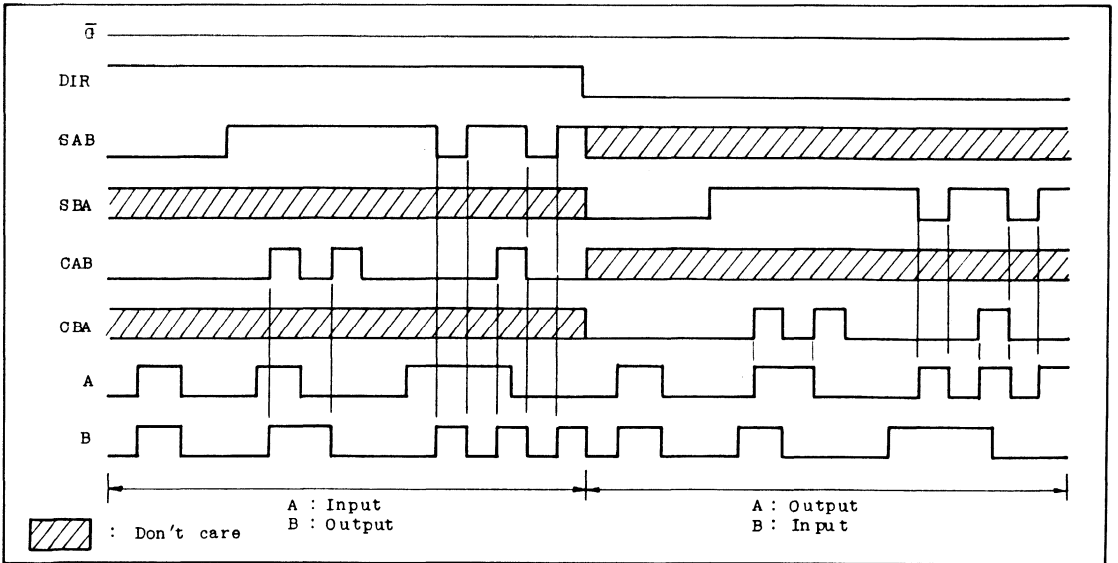 G̅
DIR
SAB
SBA
CAB
CBA
A
B
A : Input
B : Output
A : Output
B : Input
: Don't care